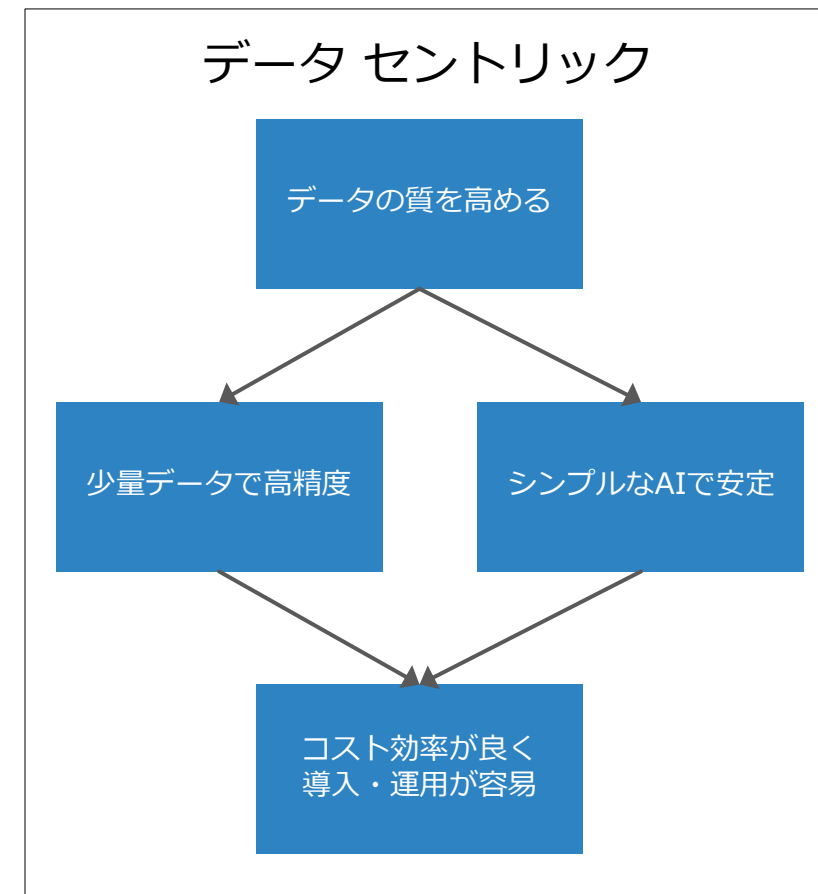 データ セントリック
データの質を高める
少量データで高精度
シンプルなAIで安定
コスト効率が良く
導入・運用が容易